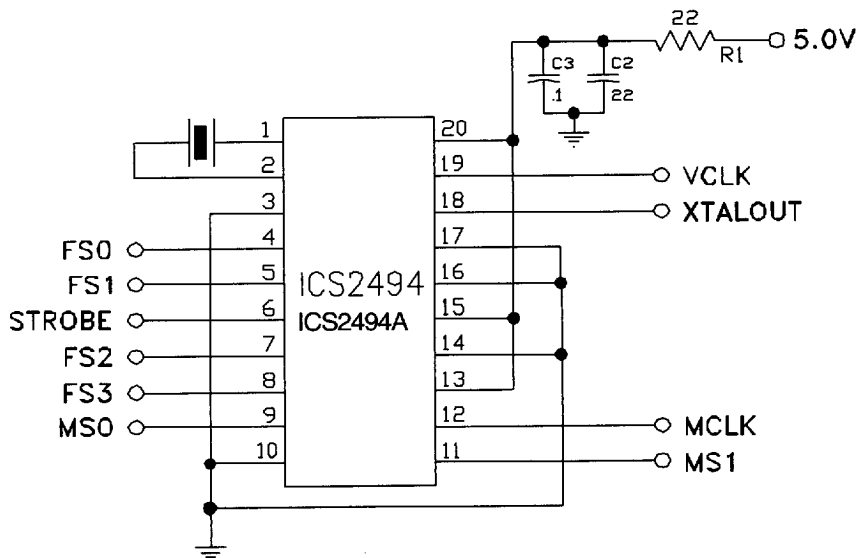 22
5.0V
R1
C3
C2
.1
22
1
20
2
19
VCLK
3
18
XTALOUT
FS0
4
17
FS1
5
16
ICS2494
STROBE
6
15
ICS2494A
FS2
7
14
FS3
8
13
MS0
9
12
MCLK
10
11
MS1